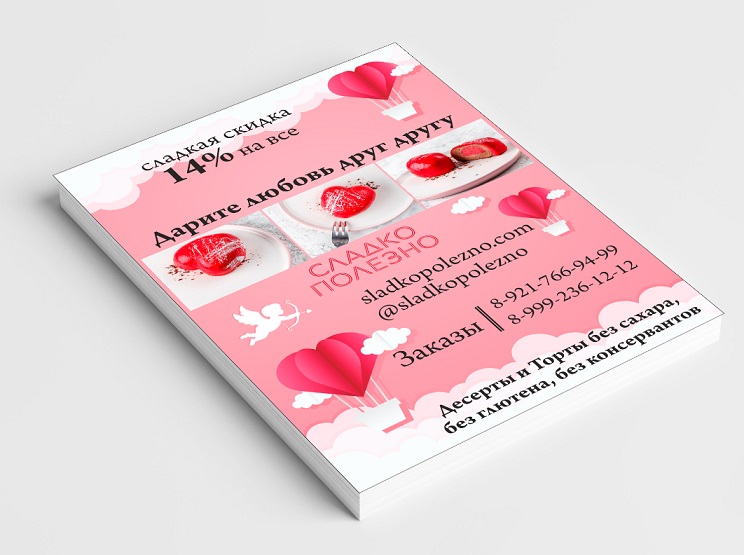 сладкая скидка
14% на все
Дарите любовь друг другу
СЛАДКО
ПОЛЕЗНО
sladkopolezno.com
@sladkopolezno
Заказы
8-921-766-94-99
8-999-236-12-12
Десерты и Торты без сахара,
без глютена, без консервантов